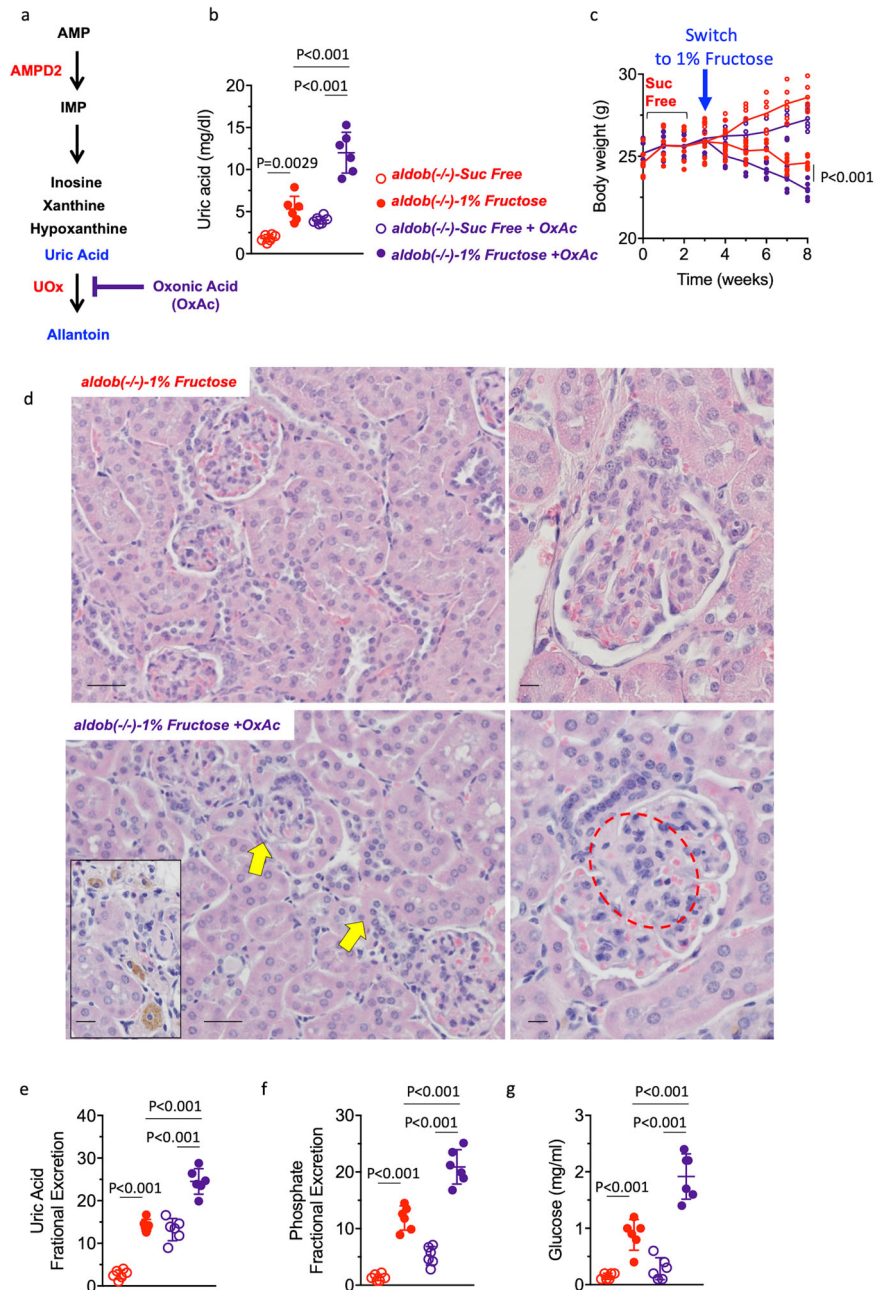 a
AMP
AMPD2
IMP
Inosine
Xanthine
Hypoxanthine
Uric Acid
UOx
Oxonic Acid
(OxAc)
Allantoin
b
P<0.001
P<0.001
P=0.0029
Uric acid (mg/dl)
20
15
10
5
0
aldob(-/-)-Suc Free
aldob(-/-)-1% Fructose
aldob(-/-)-Suc Free + OxAc
aldob(-/-)-1% Fructose +OxAc
c
Switch
to 1% Fructose
Suc
Free
Body weight (g)
30
25
20
P<0.001
0 1 2 3 4 5 6 7 8
Time (weeks)
d
aldob(-/-)-1% Fructose
aldob(-/-)-1% Fructose +OxAc
e
P<0.001
P<0.001
P<0.001
Uric Acid
Frational Excretion
40
30
20
10
0
f
P<0.001
P<0.001
P<0.001
Phosphate
Fractional Excretion
30
20
10
0
g
P<0.001
P<0.001
P<0.001
Glucose (mg/ml)
3
2
1
0